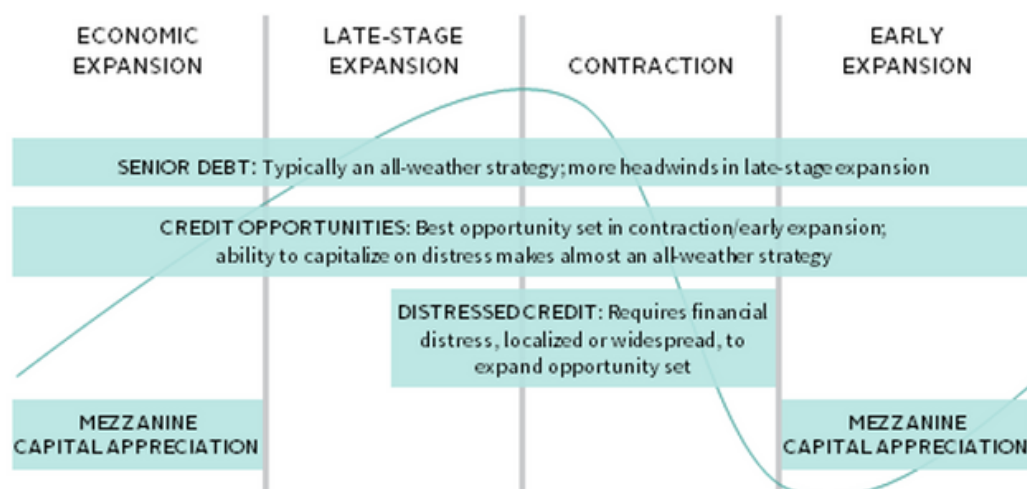 ECONOMIC
EXPANSION
LATE-STAGE
EXPANSION
CONTRACTION
EARLY
EXPANSION
SENIOR DEBT: Typically an all-weather strategy; more headwinds in late-stage expansion
CREDIT OPPORTUNITIES: Best opportunity set in contraction/early expansion;
ability to capitalize on distress makes almost an all-weather strategy
DISTRESSED CREDIT: Requires financial
distress, localized or widespread, to
expand opportunity set
MEZZANINE
CAPITAL APPRECIATION
MEZZANINE
CAPITAL APPRECIATION